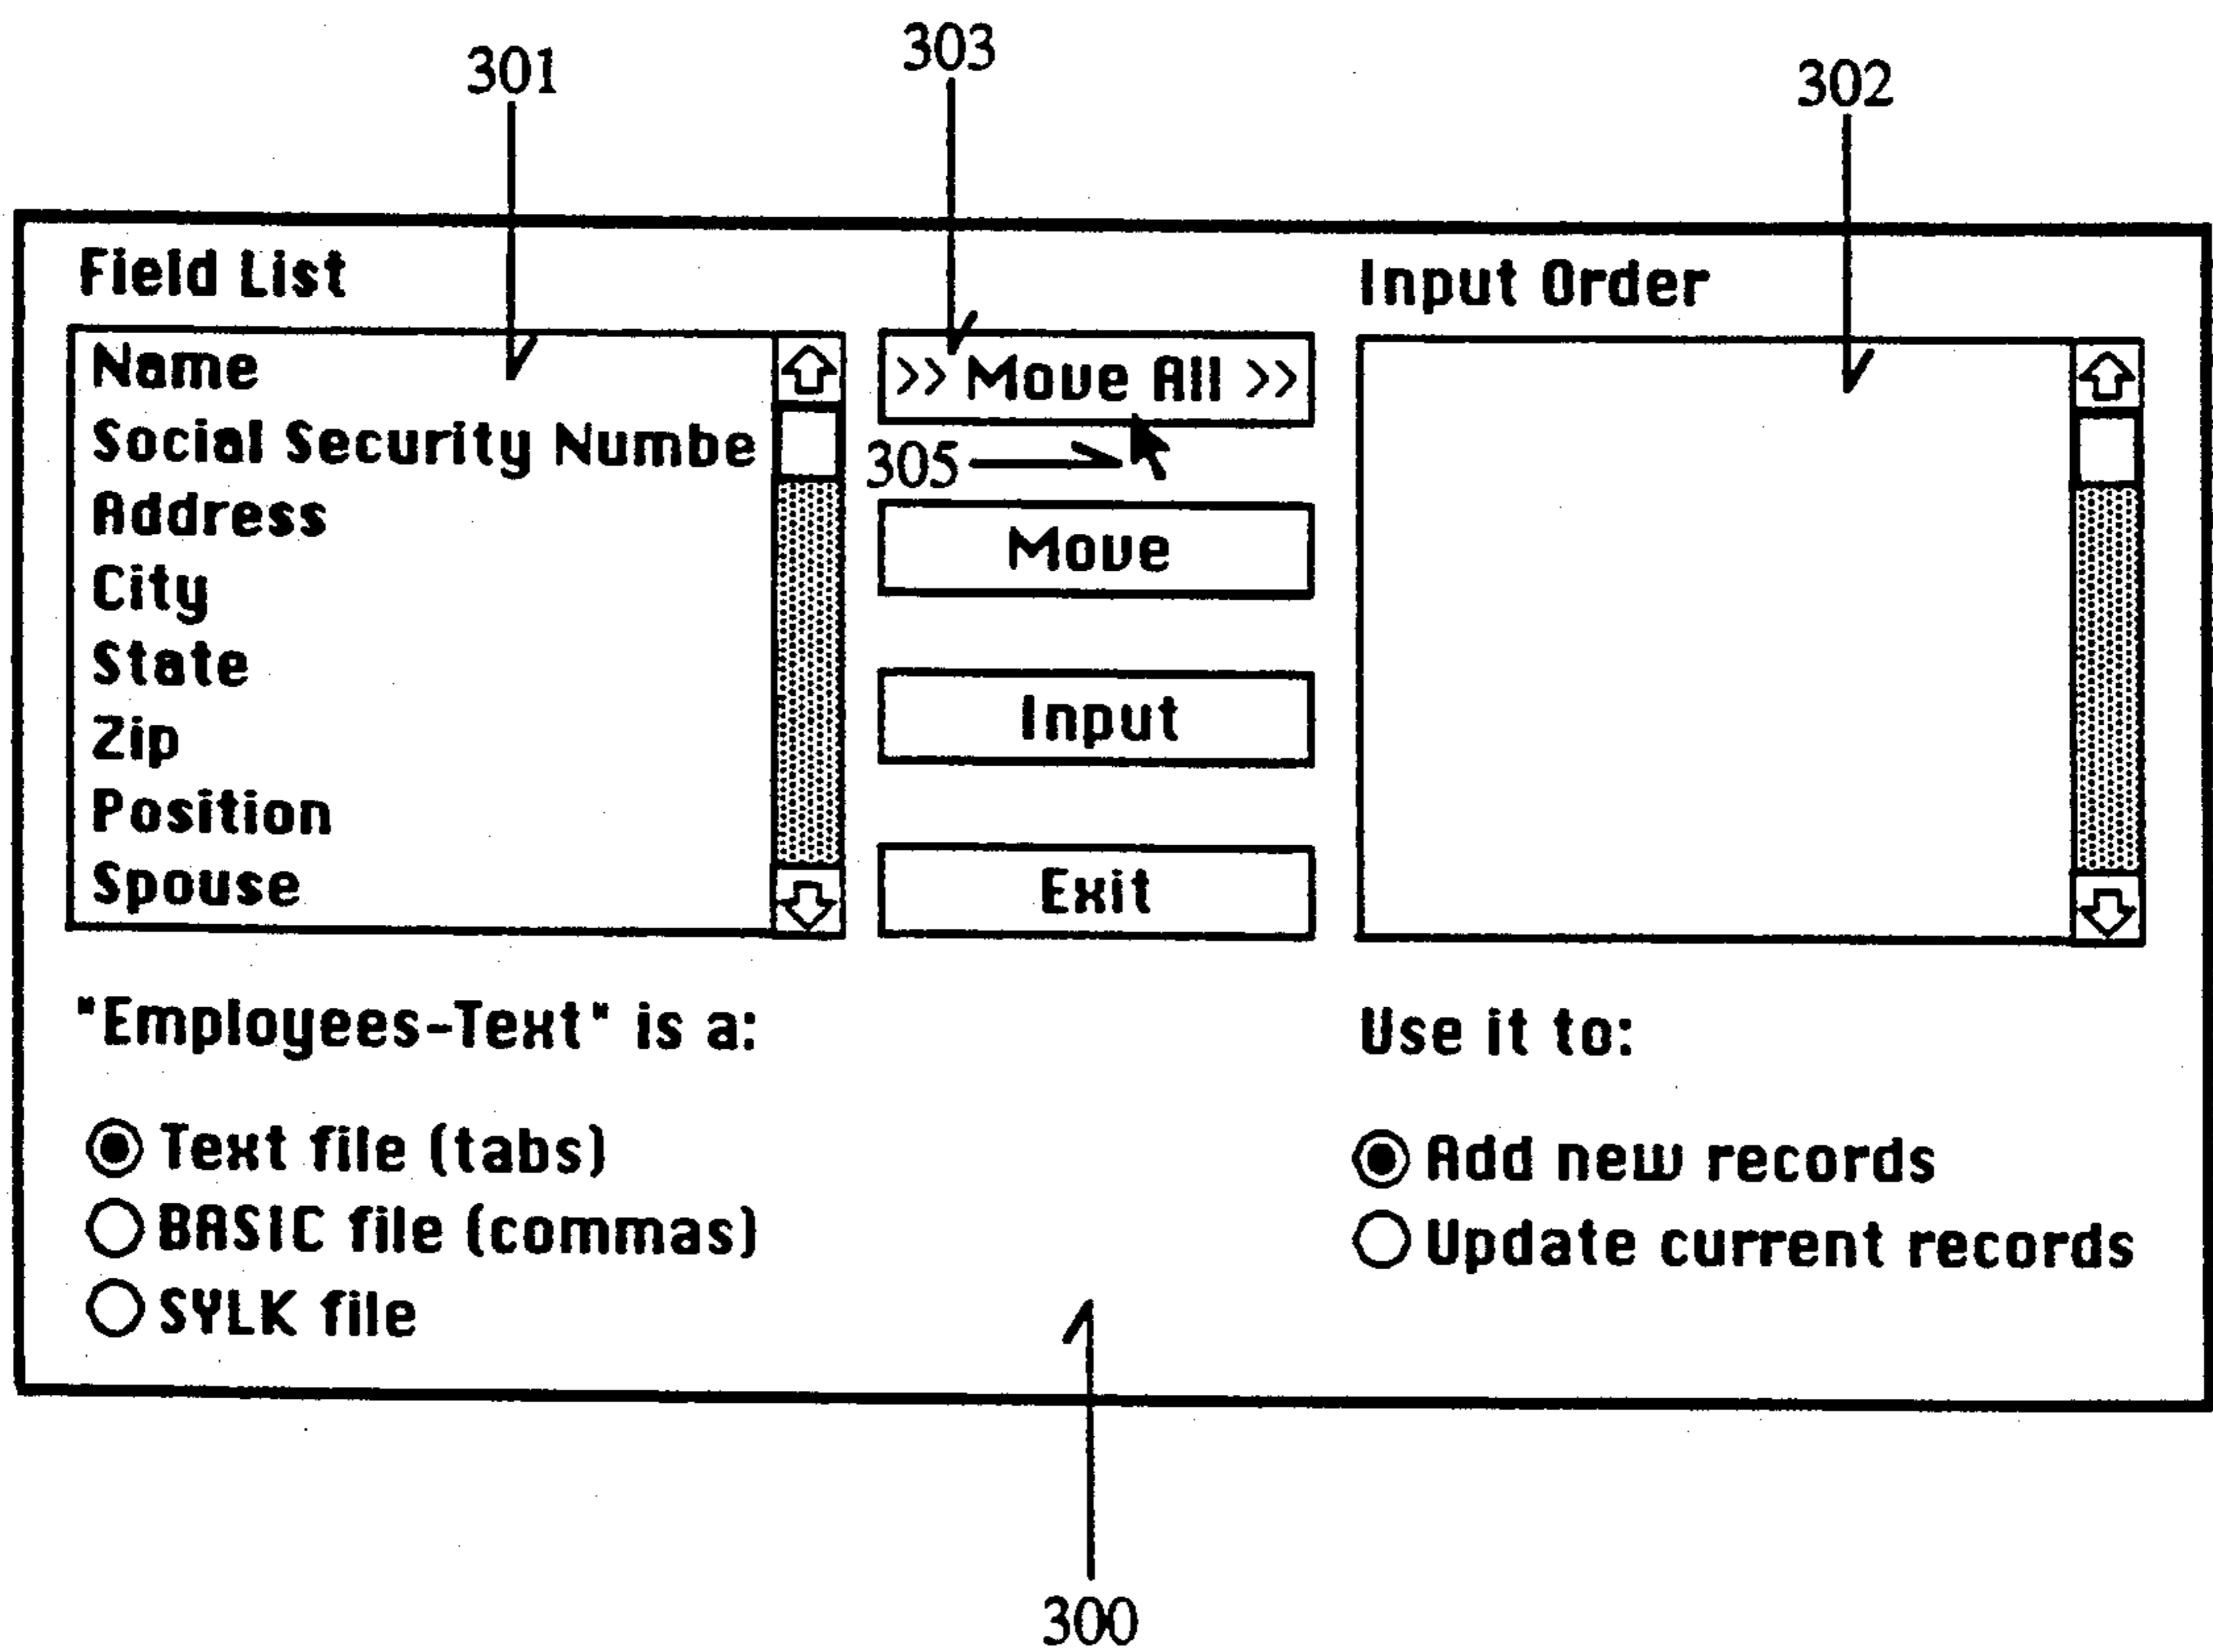 303
301
302
Field List
Input Order
Name
>> Move All >>
Social Security Numbe
305
Address
Move
City
State
Input
Zip
Position
Exit
Spouse
"Employees-Text" is a:
Use it to:
Text file (tabs)
Add new records
BASIC file (commas)
Update current records
SYLK file
300